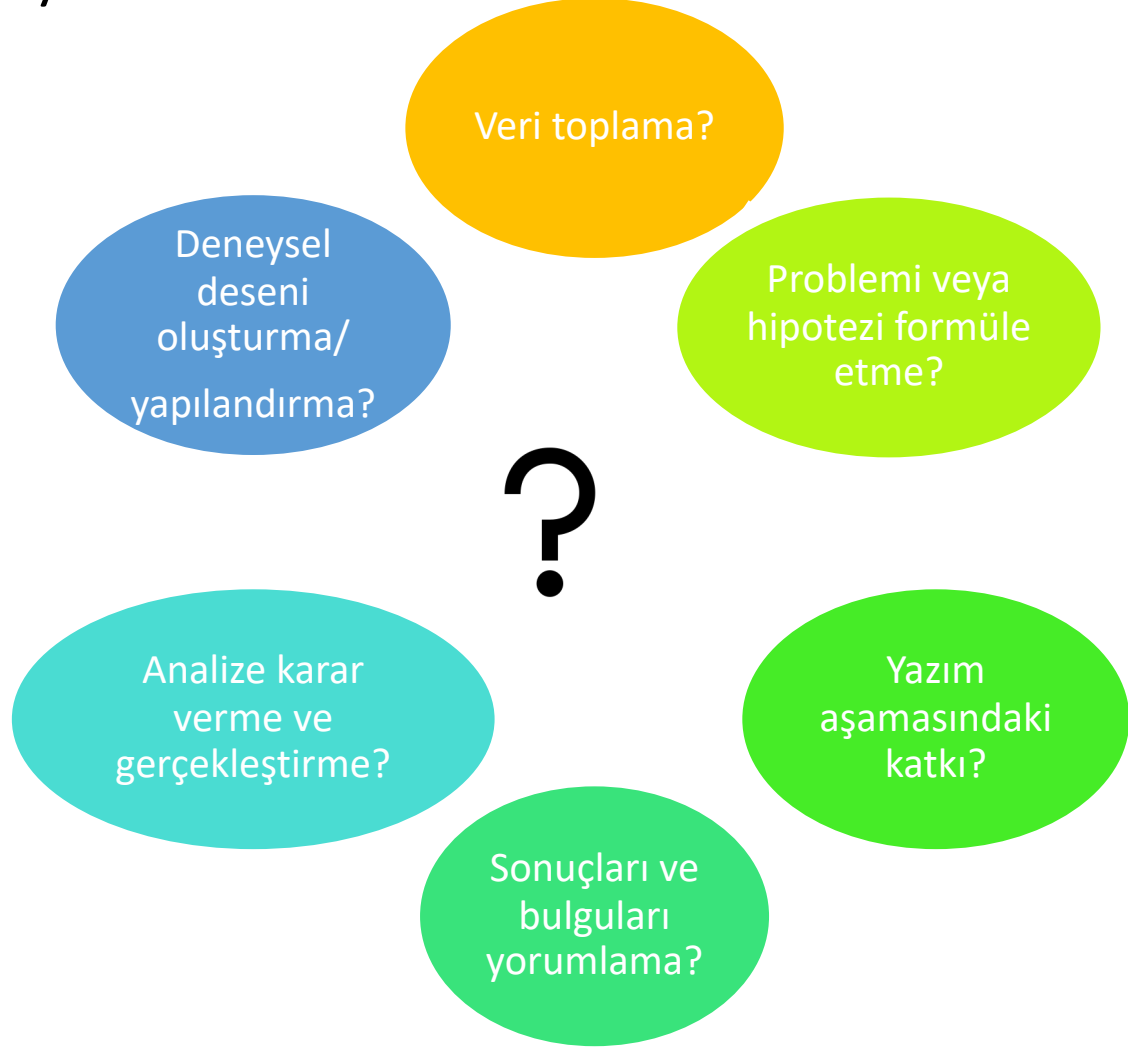 Veri toplama?
Deneysel
deseni
oluşturma/
yapılandırma?
Problemi veya
hipotezi formüle
etme?
?
Analize karar
verme ve
gerçekleştirme?
Yazım
aşamasındaki
katkı?
Sonuçları ve
bulguları
yorumlama?